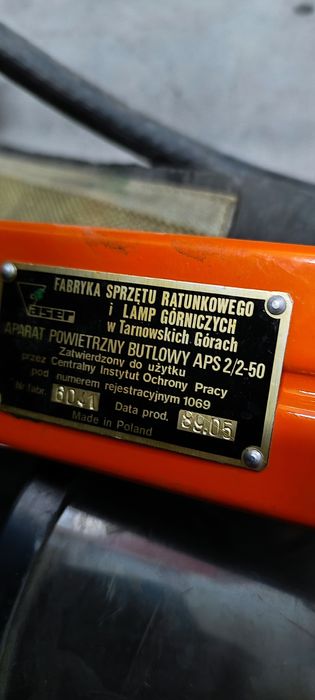 Faser
FABRYKA SPRZĘTU RATUNKOWEGO
i LAMP GÓRNICZYCH
w Tarnowskich Górach
APARAT POWIETRZNY BUTLOWY APS 2/2-50
Zatwierdzony do użytku
przez Centralny Instytut Ochrony Pracy
pod numerem rejestracyjnym 1069
Nr fabr. 6041 Data prod. 89.05
Made in Poland